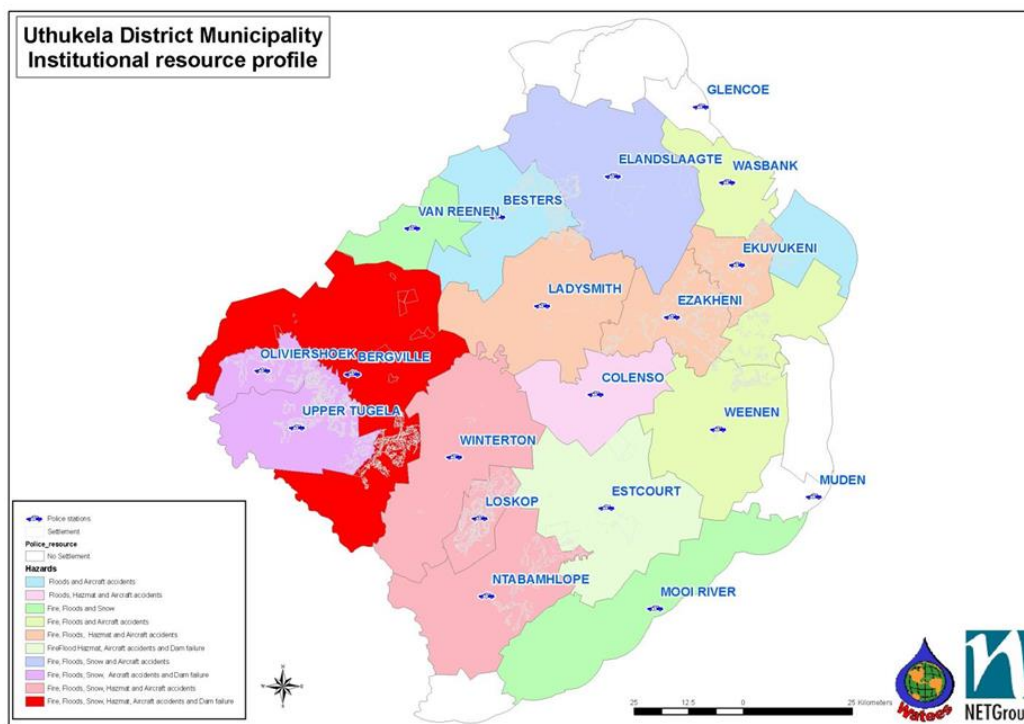 Uthukela District Municipality
Institutional resource profile
GLENCOE
ELANDSLAAGTE
WASBANK
BESTERS
VAN REENEN
EKUVUKENI
LADYSMITH
EZAKHENI
OLIVIERSHOEK
BERGVILLE
COLENSO
UPPER TUGELA
WEENEN
WINTERTON
MUDEN
ESTCOURT
LOSKOP
NTABAMHLOPE
MOOI RIVER
Police stations
Settlement
Police_resource
No Settlement
Hazards
Floods and Aircraft accidents
Floods, Hazmat and Aircraft accidents
Fire, Floods and Snow
Fire, Floods and Aircraft accidents
Fire, Floods, Hazmat and Aircraft accidents
FireFlood Hazmat, Aircraft accidents and Dam failure
Fire, Floods, Snow and Aircraft accidents
Fire, Floods, Snow, Aircraft accidents and Dam failure
Fire, Floods, Snow, Hazmat and Aircraft accidents
Fire, Floods, Snow, Hazmat, Aircraft accidents and Dam failure
N
W
E
S
25 12.5 0 25 Kilometers
Watees
n
NETGrou